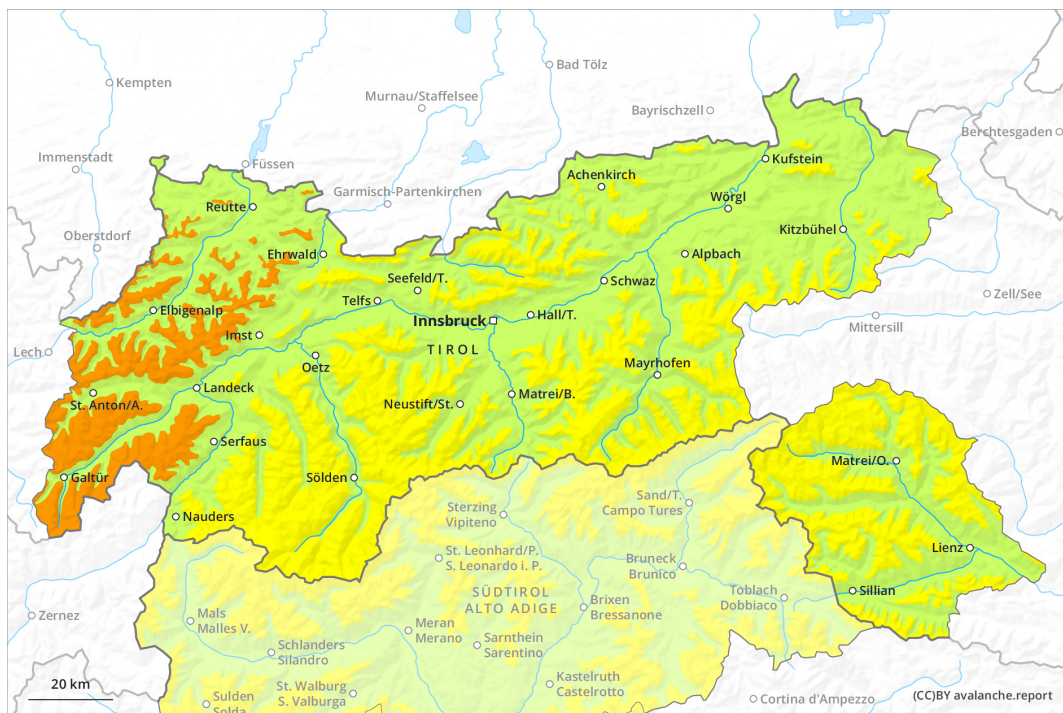 Kempten
Bad Tölz
Murnau/Staffelsee
Bayrischzell
Berchtesgaden
Immenstadt
Füssen
Kufstein
Achenkirch
Garmisch-Partenkirchen
Reutte
Wörgl
Oberstdorf
Kitzbühel
Ehrwald
Alpbach
Seefeld/T.
Schwaz
Telfs
Zell/See
Elbigenalp
Innsbruck
Hall/T.
Mittersill
Imst
TIROL
Lech
Oetz
Mayrhofen
Landeck
St. Anton/A.
Neustift/St.
Matrei/B.
Serfaus
Matrei/O.
Galtür
Sölden
Sand/T.
Campo Tures
Nauders
Sterzing
Vipiteno
Lienz
St. Leonhard/P.
S. Leonardo i. P.
Bruneck
Brunico
Sillian
SÜDTIROL
ALTO ADIGE
Toblach
Dobbiaco
Zernez
Mals
Malles V.
Brixen
Bressanone
Meran
Merano
Sarnthein
Sarentino
Schlanders
Silandro
Kastelruth
Castelrotto
20 km
St. Walburg
S. Valburga
Sulden
Solda
Cortina d'Ampezzo
(CC)BY avalanche.report